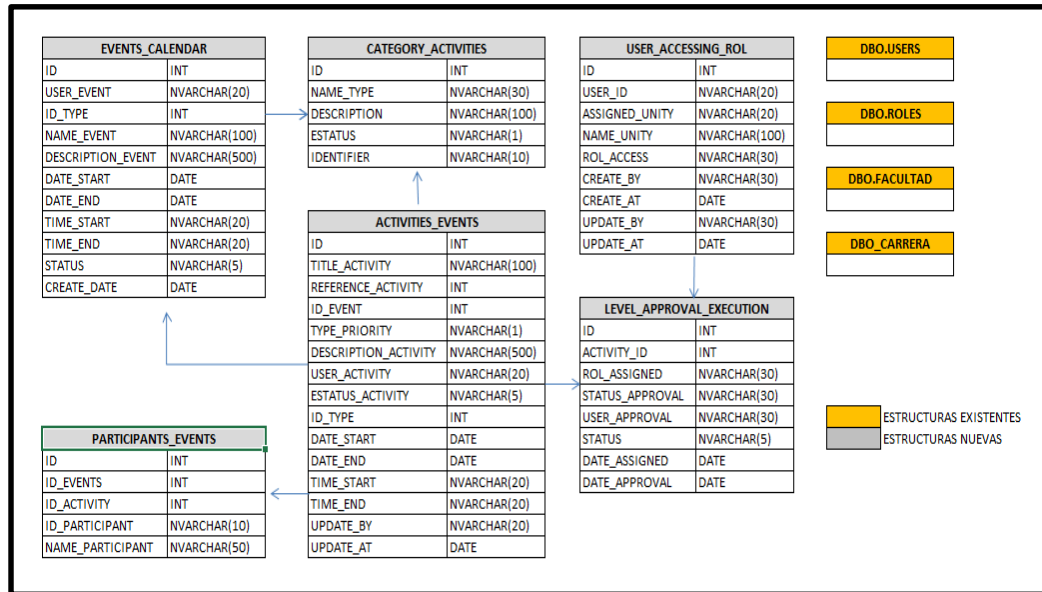 EVENTS_CALENDAR
ID INT
USER_EVENT NVARCHAR(20)
ID_TYPE INT
NAME_EVENT NVARCHAR(100)
DESCRIPTION_EVENT NVARCHAR(500)
DATE_START DATE
DATE_END DATE
TIME_START NVARCHAR(20)
TIME_END NVARCHAR(20)
STATUS NVARCHAR(5)
CREATE_DATE DATE
CATEGORY_ACTIVITIES
ID INT
NAME_TYPE NVARCHAR(30)
DESCRIPTION NVARCHAR(100)
ESTATUS NVARCHAR(1)
IDENTIFIER NVARCHAR(10)
USER_ACCESSING_ROL
ID INT
USER_ID NVARCHAR(20)
ASSIGNED_UNITY NVARCHAR(20)
NAME_UNITY NVARCHAR(100)
ROL_ACCESS NVARCHAR(30)
CREATE_BY NVARCHAR(30)
CREATE_AT DATE
UPDATE_BY NVARCHAR(30)
UPDATE_AT DATE
DBO.USERS
DBO.ROLES
DBO.FACULTAD
DBO_CARRERA
ACTIVITIES_EVENTS
ID INT
TITLE_ACTIVITY NVARCHAR(100)
REFERENCE_ACTIVITY INT
ID_EVENT INT
TYPE_PRIORITY NVARCHAR(1)
DESCRIPTION_ACTIVITY NVARCHAR(500)
USER_ACTIVITY NVARCHAR(20)
ESTATUS_ACTIVITY NVARCHAR(5)
ID_TYPE INT
DATE_START DATE
DATE_END DATE
TIME_START NVARCHAR(20)
TIME_END NVARCHAR(20)
UPDATE_BY NVARCHAR(20)
UPDATE_AT DATE
LEVEL_APPROVAL_EXECUTION
ID INT
ACTIVITY_ID INT
ROL_ASSIGNED NVARCHAR(30)
STATUS_APPROVAL NVARCHAR(30)
USER_APPROVAL NVARCHAR(30)
STATUS NVARCHAR(5)
DATE_ASSIGNED DATE
DATE_APPROVAL DATE
PARTICIPANTS_EVENTS
ID INT
ID_EVENTS INT
ID_ACTIVITY INT
ID_PARTICIPANT NVARCHAR(10)
NAME_PARTICIPANT NVARCHAR(50)
ESTRUCTURAS EXISTENTES
ESTRUCTURAS NUEVAS